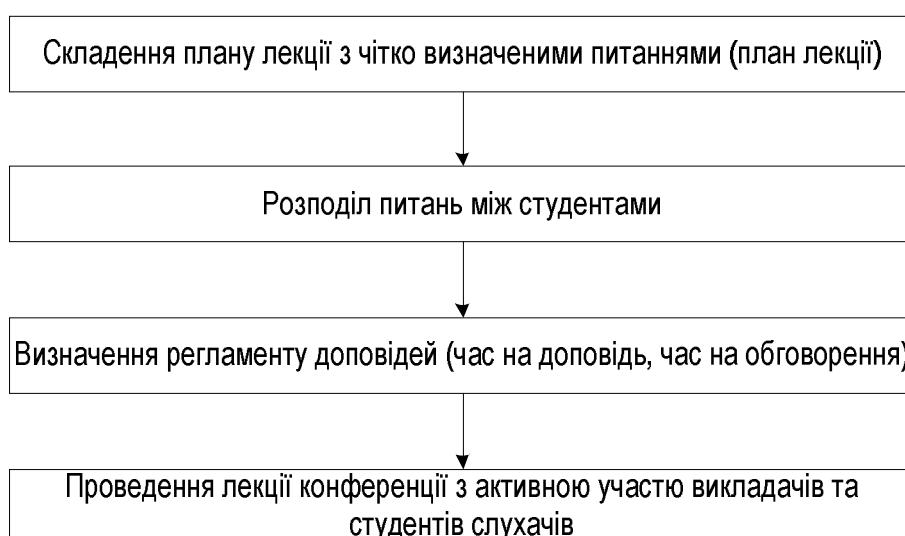 Складення плану лекції з чітко визначеними питаннями (план лекції)
Розподіл питань між студентами
Визначення регламенту доповідей (час на доповідь, час на обговорення)
Проведення лекції конференції з активною участю викладачів та
студентів слухачів